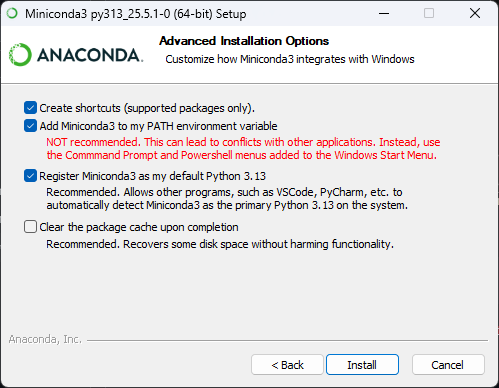 Miniconda3 py313_25.5.1-0 (64-bit) Setup
ANACONDA.
Advanced Installation Options
Customize how Miniconda3 integrates with Windows
Create shortcuts (supported packages only).
Add Miniconda3 to my PATH environment variable
NOT recommended. This can lead to conflicts with other applications. Instead, use
the Commmand Prompt and Powershell menus added to the Windows Start Menu.
Register Miniconda3 as my default Python 3.13
Recommended. Allows other programs, such as VSCode, PyCharm, etc. to
automatically detect Miniconda3 as the primary Python 3.13 on the system.
Clear the package cache upon completion
Recommended. Recovers some disk space without harming functionality.
Anaconda, Inc.
< Back
Install
Cancel